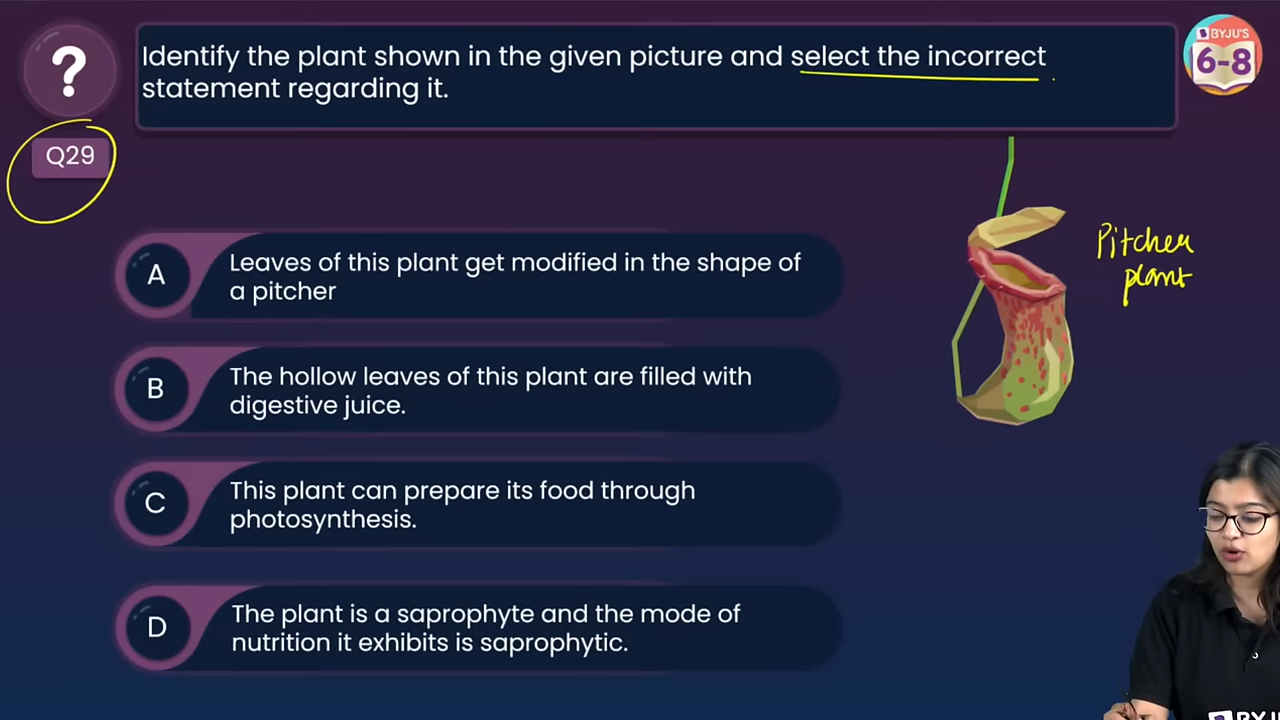 ?
Identify the plant shown in the given picture and select the incorrect
statement regarding it.
BYJU'S
6-8
Q29
Pitcher
plant
A
Leaves of this plant get modified in the shape of
a pitcher
B
The hollow leaves of this plant are filled with
digestive juice.
C
This plant can prepare its food through
photosynthesis.
D
The plant is a saprophyte and the mode of
nutrition it exhibits is saprophytic.